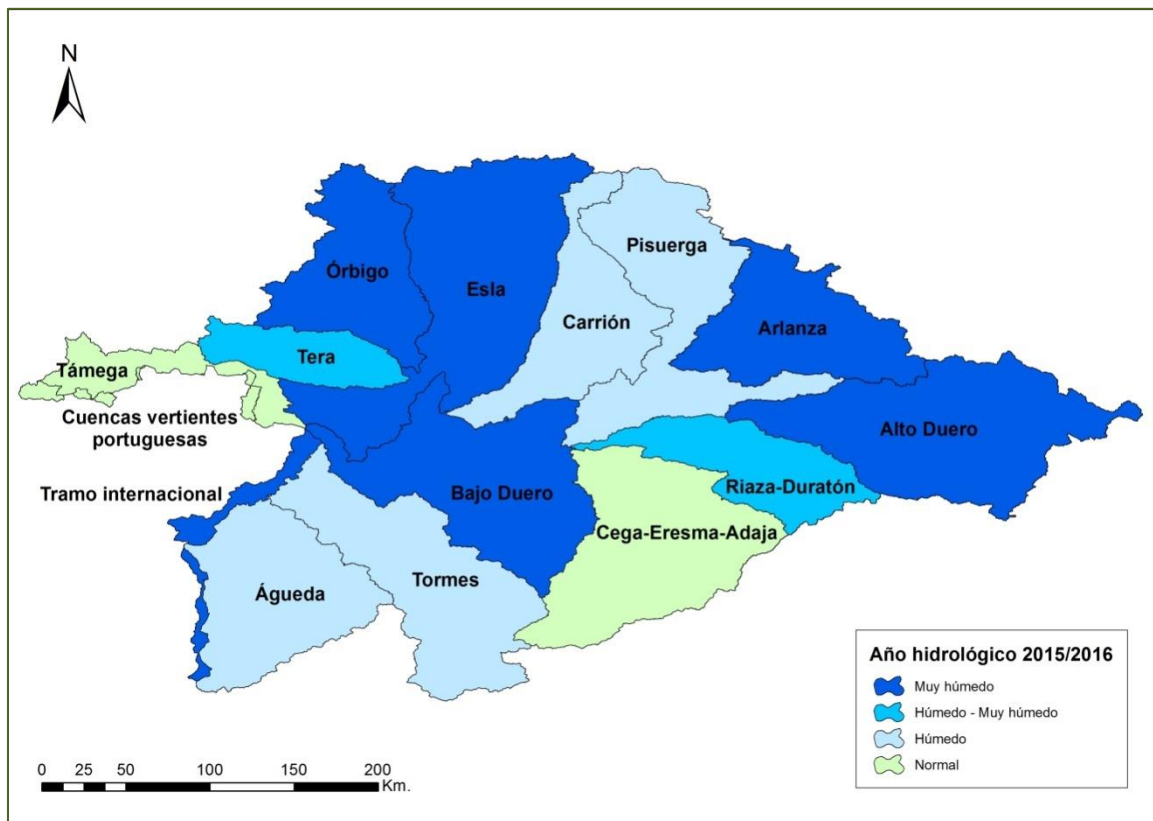 N
Órbigo
Esla
Pisuerga
Carrión
Arlanza
Tera
Támega
Cuencas vertientes
portuguesas
Alto Duero
Tramo internacional
Bajo Duero
Riaza-Duratón
Cega-Eresma-Adaja
Águeda
Tormes
Año hidrológico 2015/2016
Muy húmedo
Húmedo - Muy húmedo
Húmedo
Normal
0 25 50 100 150 200
Km.